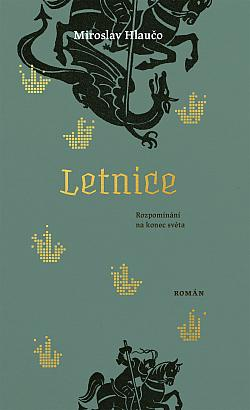 Miroslav Hlaučo
Letnice
Rozpomínání
na konec světa
ROMÁN